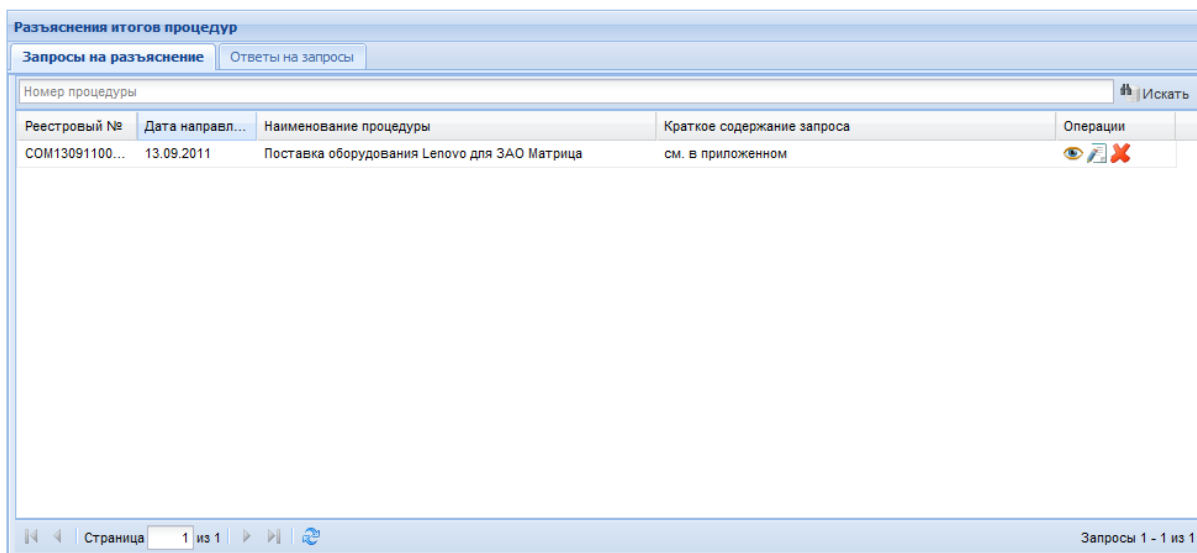 Разъяснения итогов процедур
Запросы на разъяснение Ответы на запросы
Номер процедуры Искать
Реестровый № Дата направл... Наименование процедуры Краткое содержание запроса Операции
COM13091100... 13.09.2011 Поставка оборудования Lenovo для ЗАО Матрица см. в приложенном
Страница 1 из 1 Запросы 1 - 1 из 1